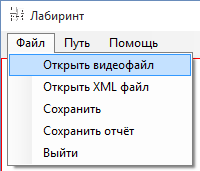 Лабиринт
Файл Путь Помощь
Открыть видеофайл
Открыть XML файл
Сохранить
Сохранить отчёт
Выйти